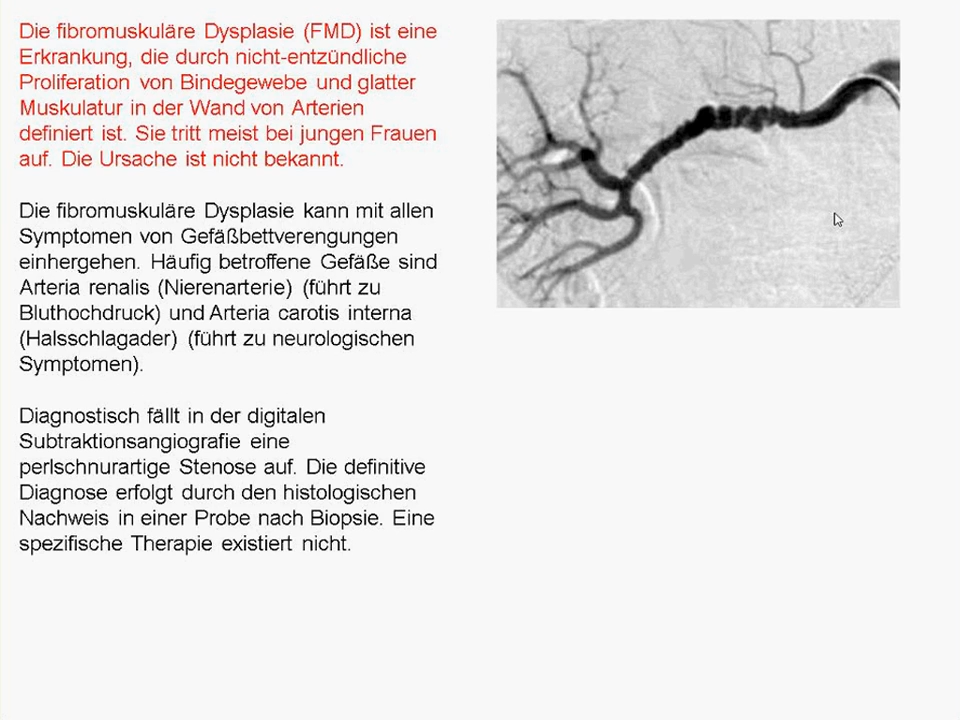 Die fibromuskuläre Dysplasie (FMD) ist eine
Erkrankung, die durch nicht-entzündliche
Proliferation von Bindegewebe und glatter
Muskulatur in der Wand von Arterien
definiert ist. Sie tritt meist bei jungen Frauen
auf. Die Ursache ist nicht bekannt.
Die fibromuskuläre Dysplasie kann mit allen
Symptomen von Gefäßbettverengungen
einhergehen. Häufig betroffene Gefäße sind
Arteria renalis (Nierenarterie) (führt zu
Bluthochdruck) und Arteria carotis interna
(Halsschlagader) (führt zu neurologischen
Symptomen).
Diagnostisch fällt in der digitalen
Subtraktionsangiografie eine
perlschnurartige Stenose auf. Die definitive
Diagnose erfolgt durch den histologischen
Nachweis in einer Probe nach Biopsie. Eine
spezifische Therapie existiert nicht.